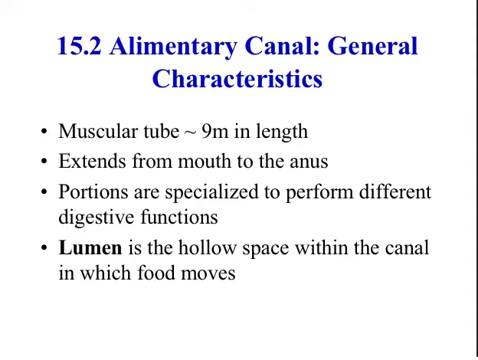 15.2 Alimentary Canal: General
Characteristics
• Muscular tube ~ 9m in length
• Extends from mouth to the anus
• Portions are specialized to perform different
digestive functions
• Lumen is the hollow space within the canal
in which food moves